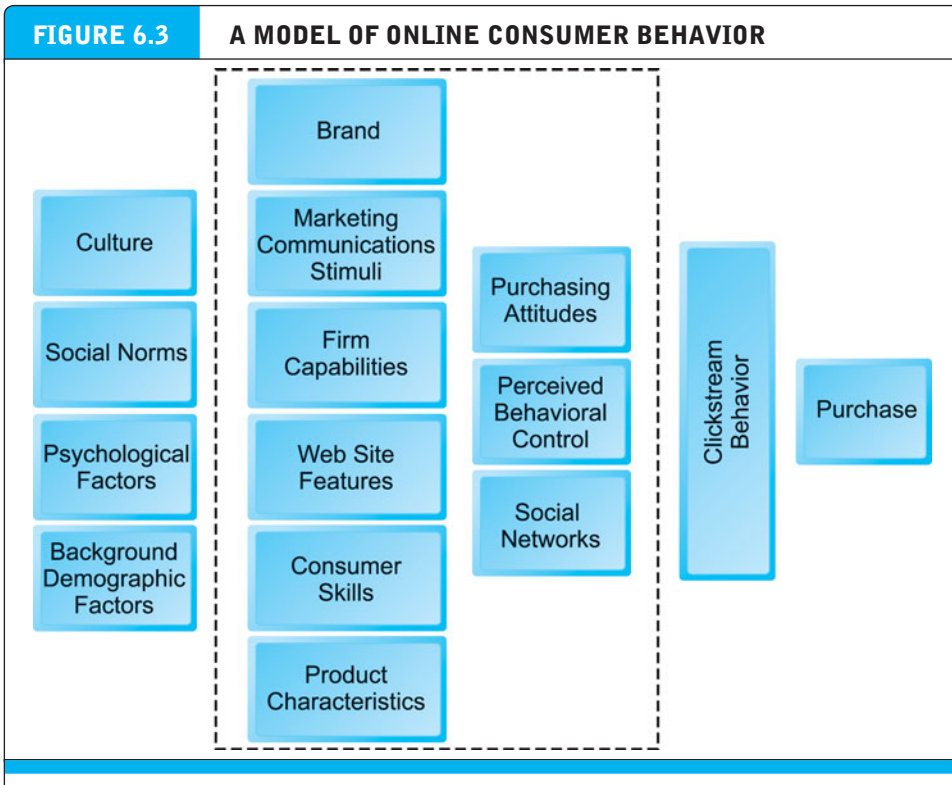 FIGURE 6.3 A MODEL OF ONLINE CONSUMER BEHAVIOR
Culture
Social Norms
Psychological
Factors
Background
Demographic
Factors
Brand
Marketing
Communications
Stimuli
Firm
Capabilities
Web Site
Features
Consumer
Skills
Product
Characteristics
Purchasing
Attitudes
Perceived
Behavioral
Control
Social
Networks
Clickstream
Behavior
Purchase